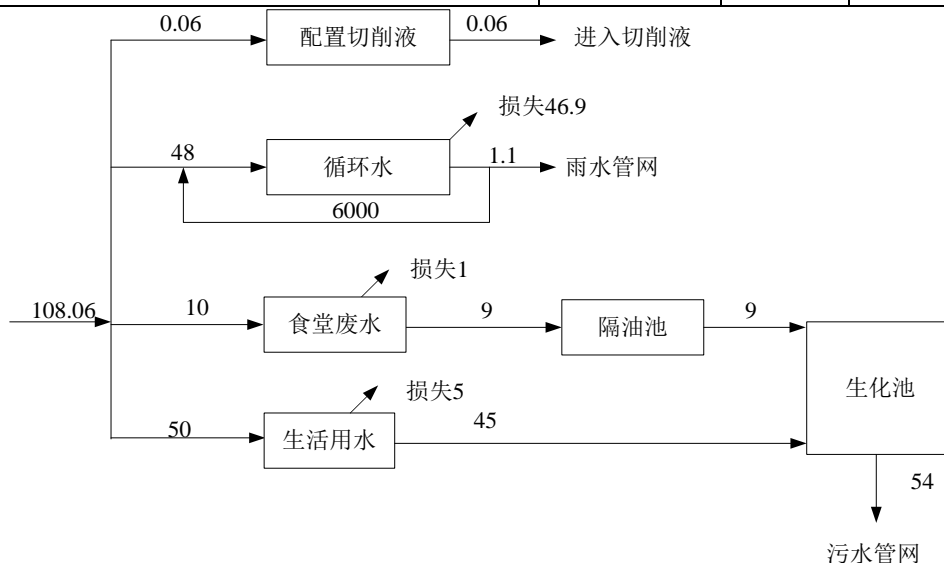 0.06
配置切削液
0.06
进入切削液
损失46.9
48
循环水
1.1
雨水管网
6000
损失1
108.06
10
食堂废水
9
隔油池
9
生化池
损失5
50
生活用水
45
54
污水管网